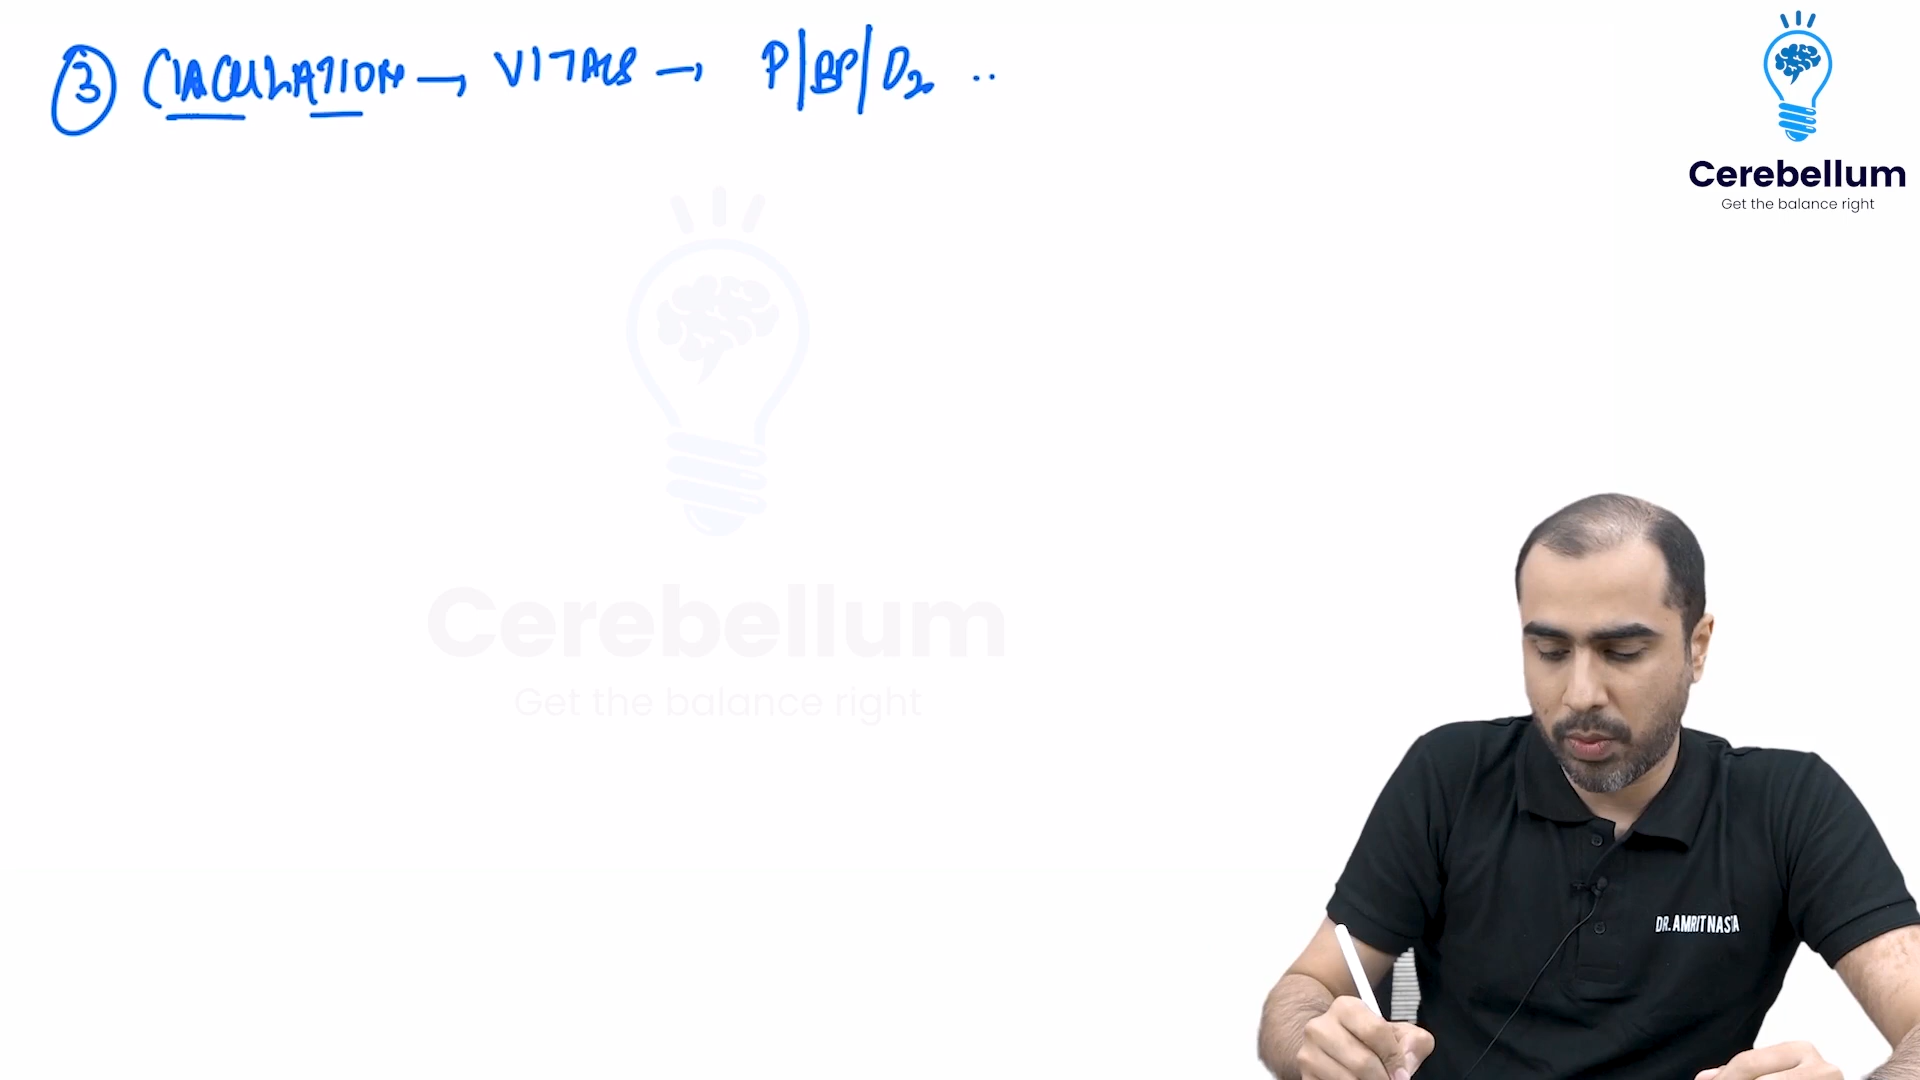 ③ CIRCULATION → VITALS → P/BP/O2 ..
Cerebellum
Get the balance right
Cerebellum
Get the balance right
DR. AMRIT NASTA